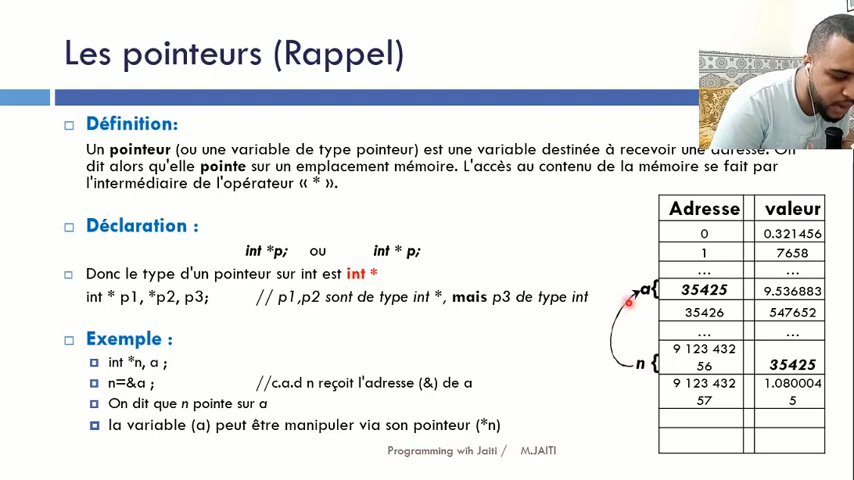 Les pointeurs (Rappel)
Définition:
Un pointeur (ou une variable de type pointeur) est une variable destinée à recevoir une adresse. On
dit alors qu'elle pointe sur un emplacement mémoire. L'accès au contenu de la mémoire se fait par
l'intermédiaire de l'opérateur « * ».
Déclaration :
int *p; ou int * p;
Donc le type d'un pointeur sur int est int *
int * p1, *p2, p3; // p1,p2 sont de type int *, mais p3 de type int
Exemple :
int *n, a ;
n=&a ; //c.a.d n reçoit l'adresse (&) de a
On dit que n pointe sur a
la variable (a) peut être manipuler via son pointeur (*n)
Adresse valeur
0 0.321456
1 7658
... ...
a{ 35425 9.536883
35426 547652
... ...
9 123 432
n { 56 35425
9 123 432 1.080004
57 5
Programming wih Jaiti / M.JAITI